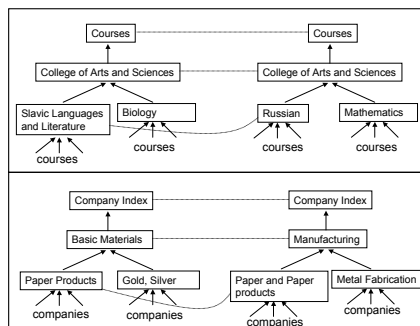 Courses
Courses
College of Arts and Sciences
College of Arts and Sciences
Slavic Languages
and Literature
Biology
Russian
Mathematics
courses
courses
courses
courses
Company Index
Company Index
Basic Materials
Manufacturing
Paper Products
Gold, Silver
Paper and Paper
products
Metal Fabrication
companies
companies
companies
companies